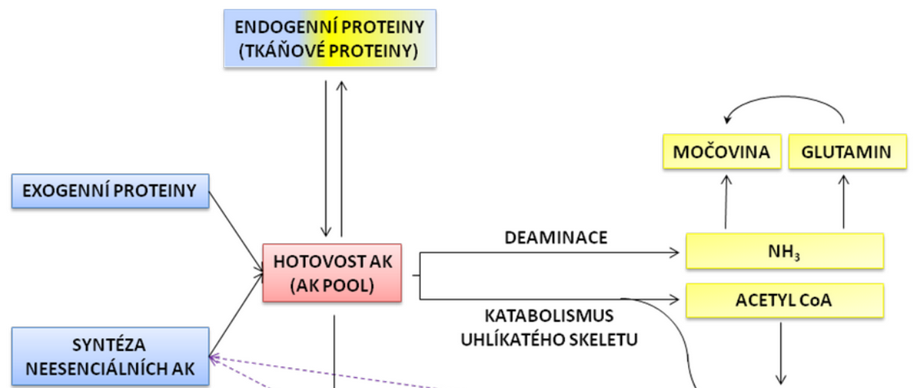 ENDOGENNÍ PROTEINY
(TKÁŇOVÉ PROTEINY)
MOČOVINA
GLUTAMIN
EXOGENNÍ PROTEINY
DEAMINACE
NH₃
HOTOVOST AK
(AK POOL)
ACETYL CoA
KATABOLISMUS
UHLÍKATÉHO SKELETU
SYNTÉZA
NEESENCIÁLNÍCH AK